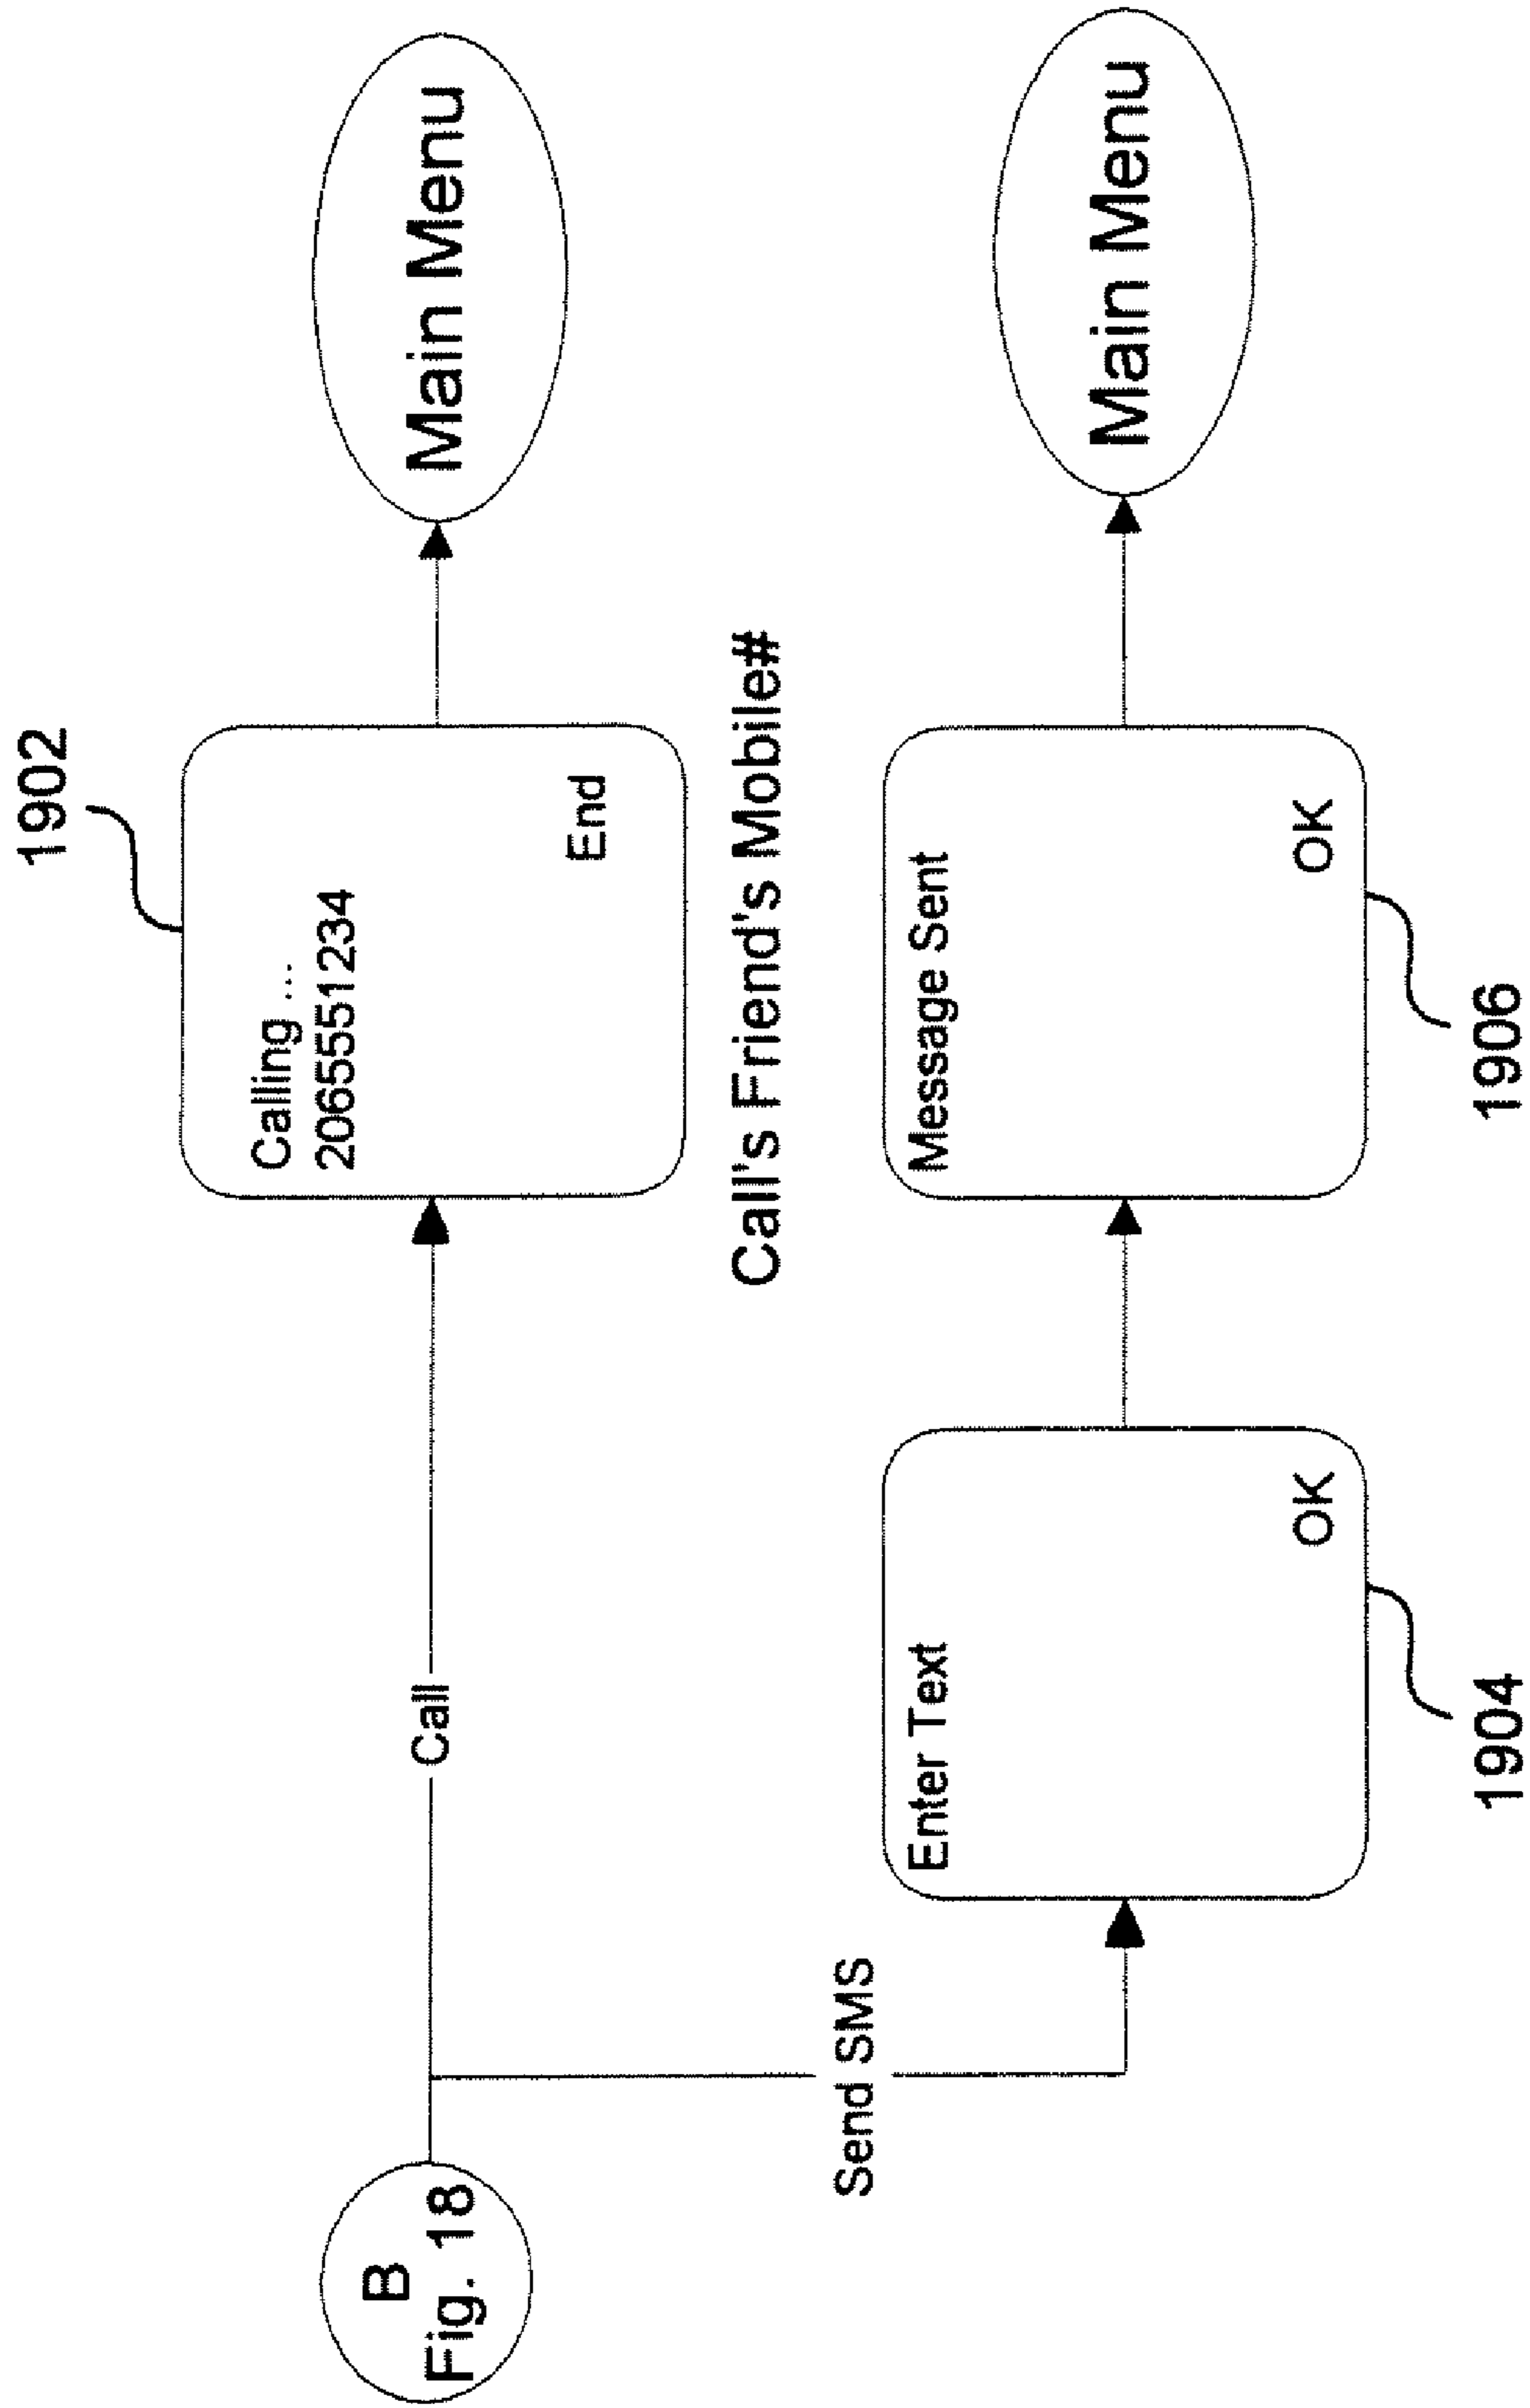 1902
Calling ...
2065551234
End
Main Menu
Call's Friend's Mobile#
B
Fig. 18
Call
Send SMS
Enter Text
OK
1904
Message Sent
OK
1906
Main Menu